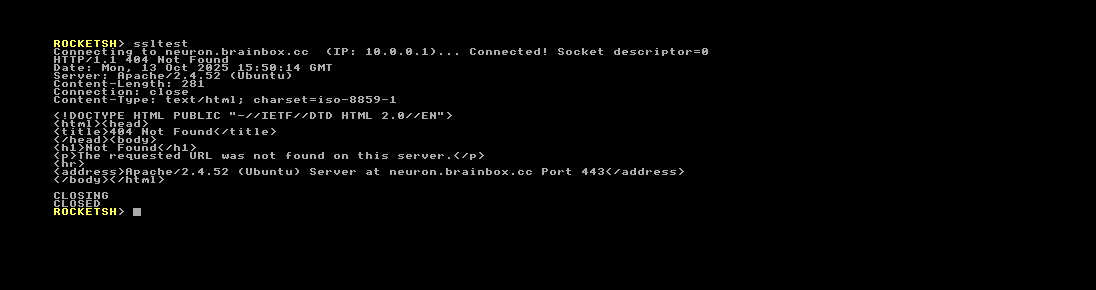 ROCKETSH> ssltest
Connecting to neuron.brainbox.cc  (IP: 10.0.0.1)... Connected! Socket descriptor=0
HTTP/1.1 404 Not Found
Date: Mon, 13 Oct 2025 15:50:14 GMT
Server: Apache/2.4.52 (Ubuntu)
Content-Length: 281
Connection: close
Content-Type: text/html; charset=iso-8859-1

<!DOCTYPE HTML PUBLIC "-//IETF//DTD HTML 2.0//EN">
<html><head>
<title>404 Not Found</title>
</head><body>
<h1>Not Found</h1>
<p>The requested URL was not found on this server.</p>
<hr>
<address>Apache/2.4.52 (Ubuntu) Server at neuron.brainbox.cc Port 443</address>
</body></html>

CLOSING
CLOSED
ROCKETSH>